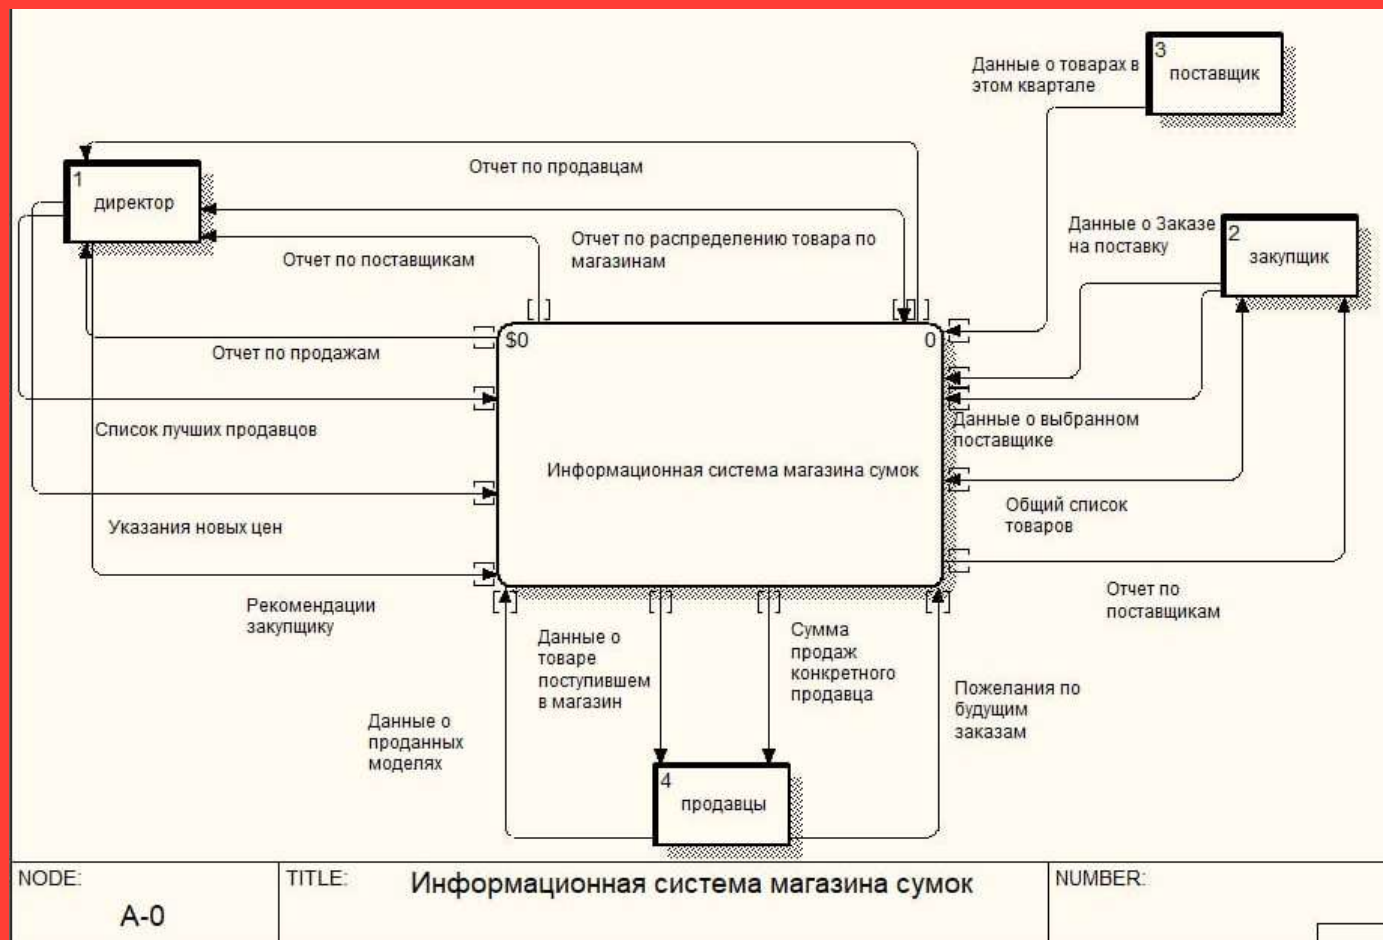 Данные о товарах в
этом квартале
3
поставщик
Отчет по продавцам
1
директор
Данные о Заказе
на поставку
2
закупщик
Отчет по распределению товара по
магазинам
Отчет по поставщикам
$0
0
Отчет по продажам
Список лучших продавцов
Данные о выбранном
поставщике
Информационная система магазина сумок
Указания новых цен
Общий список
товаров
Рекомендации
закупщику
Отчет по
поставщикам
Данные о
товаре
поступившем
в магазин
Сумма
продаж
конкретного
продавца
Пожелания по
будущим
заказам
Данные о
проданных
моделях
4
продавцы
NODE:
A-0
TITLE:
Информационная система магазина сумок
NUMBER: